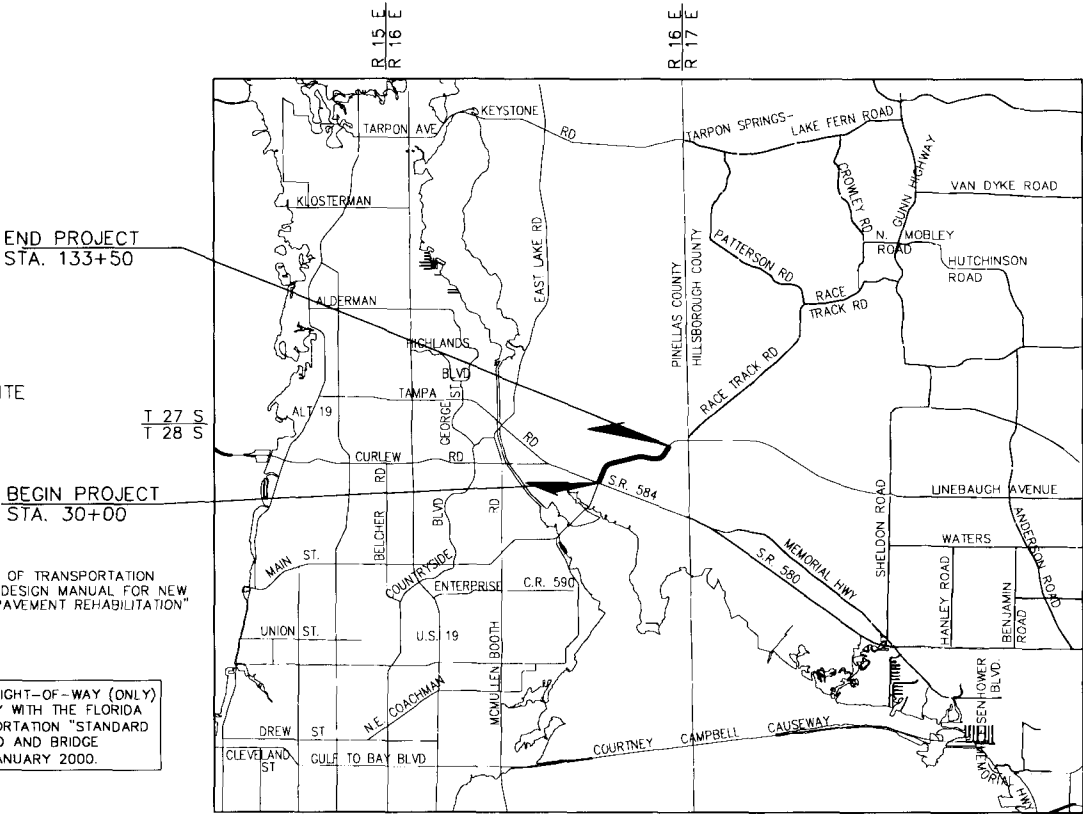 R 15 E
R 16 E
R 16 E
R 17 E
TARPON AVE
KEYSTONE
RD
TARPON SPRINGS-
LAKE FERN ROAD
CROWLEY RD
GUNN HIGHWAY
VAN DYKE ROAD
KLOSTERMAN
N. MOBLEY
ROAD
HUTCHINSON
ROAD
END PROJECT
STA. 133+50
EAST LAKE RD
PINELLAS COUNTY
HILLSBOROUGH COUNTY
PATTERSON RD
RACE
TRACK RD
ALDERMAN
HIGHLANDS
BLVD
RACE TRACK RD
ITE
TAMPA
RD
GEORGE ST
T 27 S
T 28 S
ALT 19
CURLEW
RD
BELCHER
RD
BLVD
RD
S.R. 584
SHELDON ROAD
LINEBAUGH AVENUE
BEGIN PROJECT
STA. 30+00
MAIN ST.
COUNTRYSIDE
MEMORIAL HWY
S.R. 580
WATERS
ANDERSON ROAD
HANLEY ROAD
BENJAMIN
ROAD
OF TRANSPORTATION
DESIGN MANUAL FOR NEW
PAVEMENT REHABILITATION"
ENTERPRISE
C.R. 590
UNION ST.
U.S. 19
MCMULLEN BOOTH
N.E. COACHMAN
IGHT-OF-WAY (ONLY)
Y WITH THE FLORIDA
PORTATION "STANDARD
D AND BRIDGE
ANUARY 2000.
DREW ST
CLEVELAND
ST
GULF TO BAY BLVD
COURTNEY CAMPBELL CAUSEWAY
BLVD.